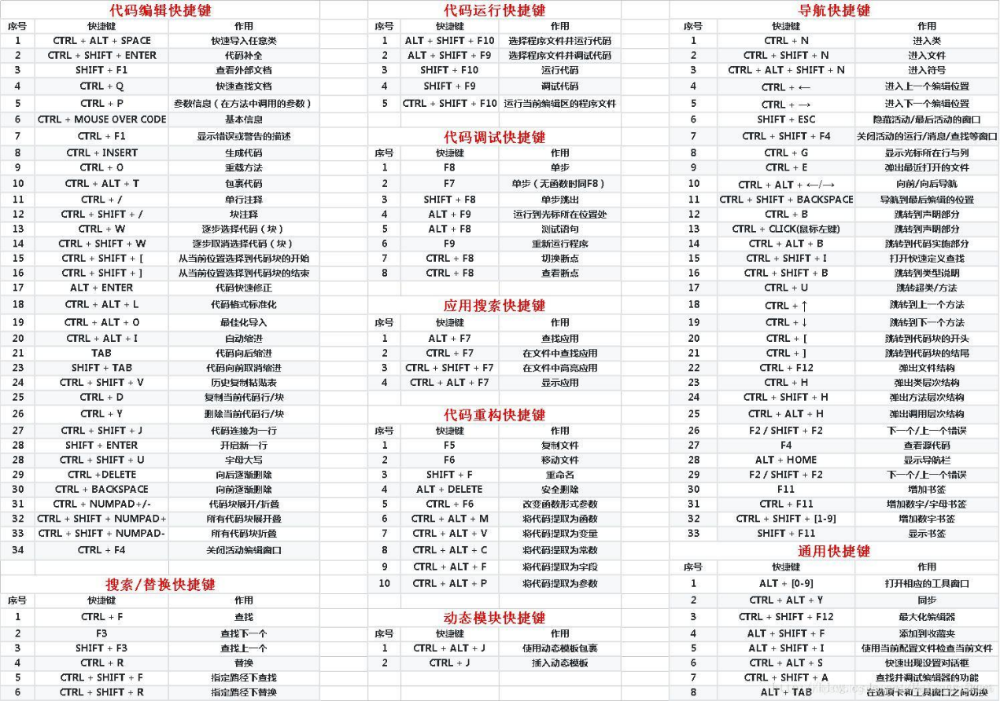 代码编辑快捷键
序号 快捷键 作用
1 CTRL + ALT + SPACE 快速导入任意类
2 CTRL + SHIFT + ENTER 代码补全
3 SHIFT + F1 查看外部文档
4 CTRL + Q 快速查找文档
5 CTRL + P 参数信息（在方法中调用的参数）
6 CTRL + MOUSE OVER CODE 基本信息
7 CTRL + F1 显示错误或警告的描述
8 CTRL + INSERT 生成代码
9 CTRL + O 重载方法
10 CTRL + ALT + T 包裹代码
11 CTRL + / 单行注释
12 CTRL + SHIFT + / 块注释
13 CTRL + W 逐步选择代码（块）
14 CTRL + SHIFT + W 逐步取消选择代码（块）
15 CTRL + SHIFT + [ 从当前位置选择到代码块的开始
16 CTRL + SHIFT + ] 从当前位置选择到代码块的结束
17 ALT + ENTER 代码快速修正
18 CTRL + ALT + L 代码格式标准化
19 CTRL + ALT + O 最佳化导入
20 CTRL + ALT + I 自动缩进
21 TAB 代码向后缩进
23 SHIFT + TAB 代码向前取消缩进
24 CTRL + SHIFT + V 历史复制粘贴表
25 CTRL + D 复制当前代码行/块
26 CTRL + Y 删除当前代码行/块
27 CTRL + SHIFT + J 代码连接为一行
28 SHIFT + ENTER 开启新一行
28 CTRL + SHIFT + U 字母大写
29 CTRL +DELETE 向后逐渐删除
30 CTRL + BACKSPACE 向前逐渐删除
31 CTRL + NUMPAD+/- 代码块展开/折叠
32 CTRL + SHIFT + NUMPAD+ 所有代码块展开叠
33 CTRL + SHIFT + NUMPAD- 所有代码块折叠
34 CTRL + F4 关闭活动编辑窗口
搜索/替换快捷键
序号 快捷键 作用
1 CTRL + F 查找
2 F3 查找下一个
3 SHIFT + F3 查找上一个
4 CTRL + R 替换
5 CTRL + SHIFT + F 指定路径下查找
6 CTRL + SHIFT + R 指定路径下替换
代码运行快捷键
序号 快捷键 作用
1 ALT + SHIFT + F10 选择程序文件并运行代码
2 ALT + SHIFT + F9 选择程序文件并调试代码
3 SHIFT + F10 运行代码
4 SHIFT + F9 调试代码
5 CTRL + SHIFT + F10 运行当前编辑区的程序文件
代码调试快捷键
序号 快捷键 作用
1 F8 单步
2 F7 单步（无函数时同F8）
3 SHIFT + F8 单步跳出
4 ALT + F9 运行到光标所在位置处
5 ALT + F8 测试语句
6 F9 重新运行程序
7 CTRL + F8 切换断点
8 CTRL + F8 查看断点
应用搜索快捷键
序号 快捷键 作用
1 ALT + F7 查找应用
2 CTRL + F7 在文件中查找应用
3 CTRL + SHIFT + F7 在文件中高亮应用
4 CTRL + ALT + F7 显示应用
代码重构快捷键
序号 快捷键 作用
1 F5 复制文件
2 F6 移动文件
3 SHIFT + F 重命名
4 ALT + DELETE 安全删除
5 CTRL + F6 改变函数形式参数
6 CTRL + ALT + M 将代码提取为函数
7 CTRL + ALT + V 将代码提取为变量
8 CTRL + ALT + C 将代码提取为常数
9 CTRL + ALT + F 将代码提取为字段
10 CTRL + ALT + P 将代码提取为参数
动态模块快捷键
序号 快捷键 作用
1 CTRL + ALT + J 使用动态模板包裹
2 CTRL + J 插入动态模板
导航快捷键
序号 快捷键 作用
1 CTRL + N 进入类
2 CTRL + SHIFT + N 进入文件
3 CTRL + ALT + SHIFT + N 进入符号
4 CTRL + ← 进入上一个编辑位置
5 CTRL + → 进入下一个编辑位置
6 SHIFT + ESC 隐藏活动/最后活动的窗口
7 CTRL + SHIFT + F4 关闭活动的运行/消息/查找等窗口
8 CTRL + G 显示光标所在行与列
9 CTRL + E 弹出最近打开的文件
10 CTRL + ALT + ←/→ 向前/向后导航
11 CTRL + SHIFT + BACKSPACE 导航到最后编辑的位置
12 CTRL + B 跳转到声明部分
13 CTRL + CLICK(鼠标左键) 跳转到声明部分
14 CTRL + ALT + B 跳转到代码实施部分
15 CTRL + SHIFT + I 打开快速定义查找
16 CTRL + SHIFT + B 跳转到类型说明
17 CTRL + U 跳转超类/方法
18 CTRL + ↑ 跳转到上一个方法
19 CTRL + ↓ 跳转到下一个方法
20 CTRL + [ 跳转到代码块的开头
21 CTRL + ] 跳转到代码块的结尾
22 CTRL + F12 弹出文件结构
23 CTRL + H 弹出类层次结构
24 CTRL + SHIFT + H 弹出方法层次结构
25 CTRL + ALT + H 弹出调用层次结构
26 F2 / SHIFT + F2 下一个/上一个错误
27 F4 查看源代码
28 ALT + HOME 显示导航栏
29 F2 / SHIFT + F2 下一个/上一个错误
30 F11 增加书签
31 CTRL + F11 增加数字/字母书签
32 CTRL + SHIFT + [1-9] 增加数字书签
33 SHIFT + F11 显示书签
通用快捷键
序号 快捷键 作用
1 ALT + [0-9] 打开相应的工具窗口
2 CTRL + ALT + Y 同步
3 CTRL + SHIFT + F12 最大化编辑器
4 ALT + SHIFT + F 添加到收藏夹
5 ALT + SHIFT + I 使用当前配置文件检查当前文件
6 CTRL + ALT + S 快速出现设置对话框
7 CTRL + SHIFT + A 查找并调试编辑器的功能
8 ALT + TAB 在选项卡和工具窗口之间切换